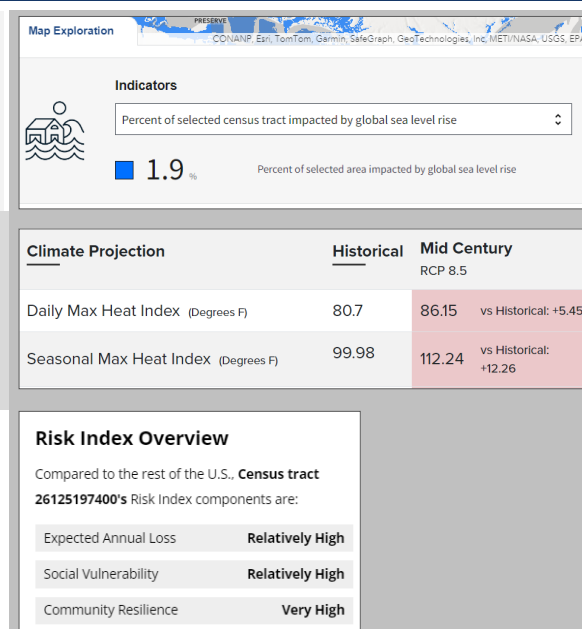 Map Exploration
PRESERVE
CONANP, Esri, TomTom, Garmin, SafeGraph, GeoTechnologies, Inc, METI/NASA, USGS, EPA
Indicators
Percent of selected census tract impacted by global sea level rise
1.9 %
Percent of selected area impacted by global sea level rise
Climate Projection
Historical
Mid Century
RCP 8.5
Daily Max Heat Index (Degrees F)
80.7
86.15
vs Historical: +5.45
Seasonal Max Heat Index (Degrees F)
99.98
112.24
vs Historical:
+12.26
Risk Index Overview
Compared to the rest of the U.S., Census tract
26125197400's Risk Index components are:
Expected Annual Loss Relatively High
Social Vulnerability Relatively High
Community Resilience Very High